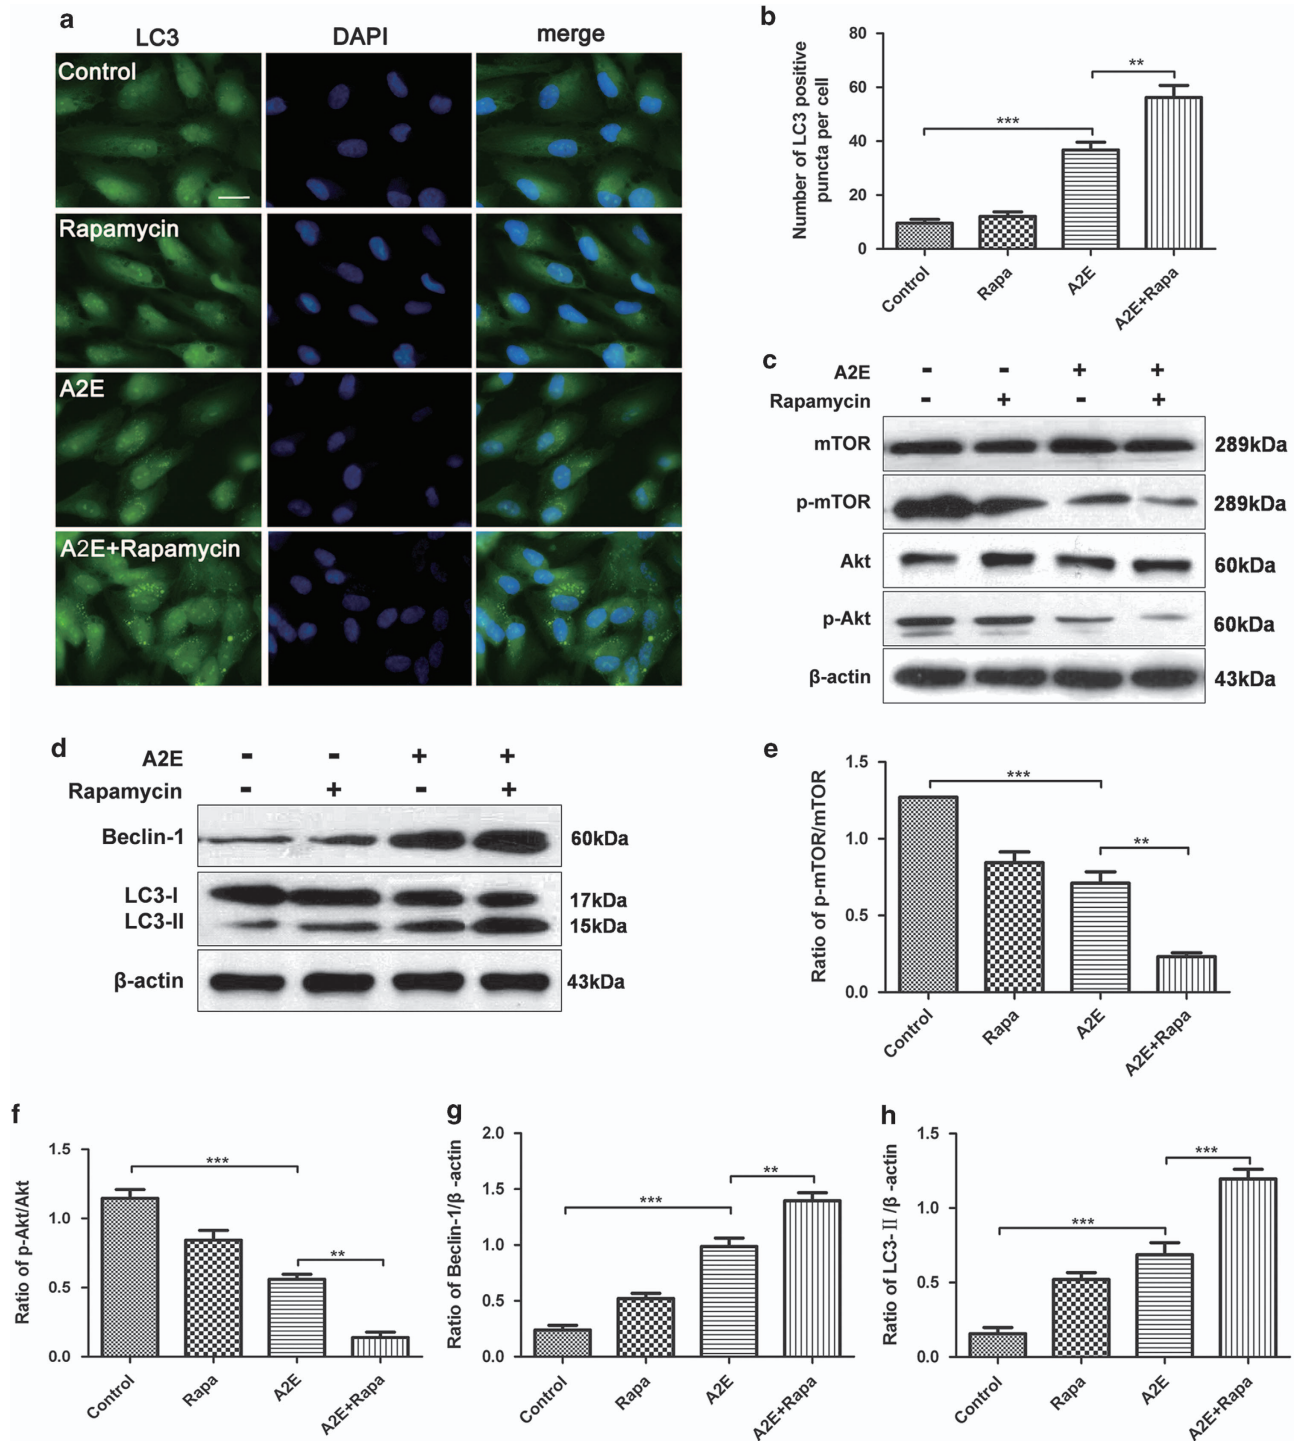 a
LC3 DAPI merge
Control
Rapamycin
A2E
A2E+Rapamycin
b
Number of LC3 positive
puncta per cell
80
60
40
20
0
***
**
Control Rapa A2E A2E+Rapa
c
A2E - - + +
Rapamycin - + - +
mTOR 289kDa
p-mTOR 289kDa
Akt 60kDa
p-Akt 60kDa
β-actin 43kDa
d
A2E - - + +
Rapamycin - + - +
Beclin-1 60kDa
LC3-I 17kDa
LC3-II 15kDa
β-actin 43kDa
e
Ratio of p-mTOR/mTOR
1.5
1.0
0.5
0.0
***
**
Control Rapa A2E A2E+Rapa
f
Ratio of p-Akt/Akt
1.5
1.0
0.5
0.0
***
**
Control Rapa A2E A2E+Rapa
g
Ratio of Beclin-1/β -actin
2.0
1.5
1.0
0.5
0.0
***
**
Control Rapa A2E A2E+Rapa
h
Ratio of LC3-II/β -actin
1.5
1.0
0.5
0.0
***
***
Control Rapa A2E A2E+Rapa